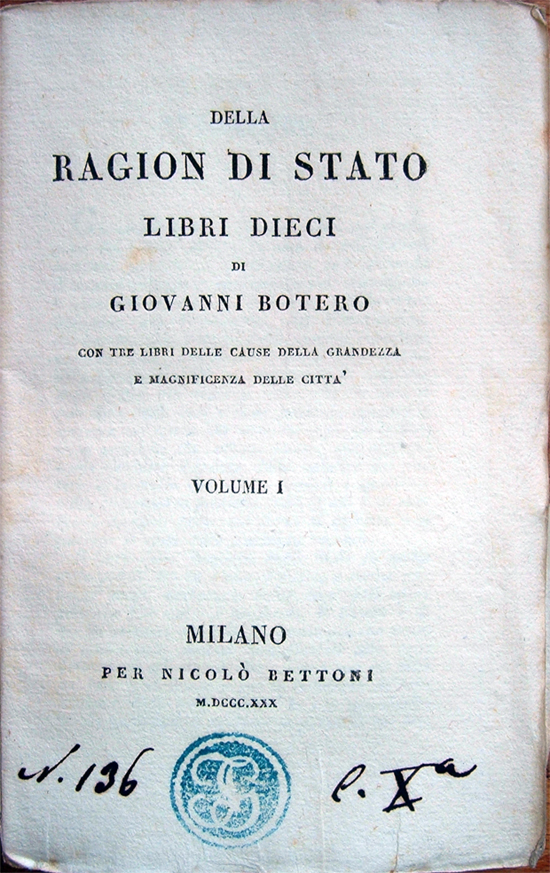 DELLA
RAGION DI STATO
LIBRI DIECI
DI
GIOVANNI BOTERO
CON TRE LIBRI DELLE CAUSE DELLA GRANDEZZA
E MAGNIFICENZA DELLE CITTA'
VOLUME I
MILANO
PER NICOLÒ BETTONI
M.DCCC.XXX
N. 136
C. Xª